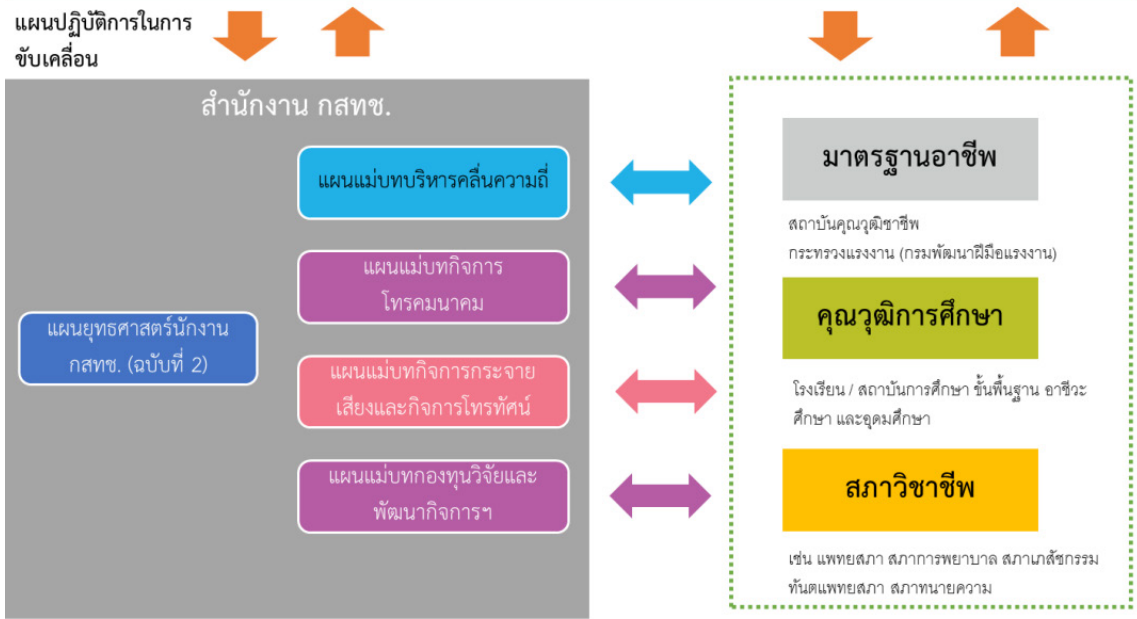 แผนปฏิบัติการในการ
ขับเคลื่อน
สำนักงาน กสทช.
แผนแม่บทบริหารคลื่นความถี่
แผนแม่บทกิจการ
โทรคมนาคม
แผนยุทธศาสตร์นักงาน
กสทช. (ฉบับที่ 2)
แผนแม่บทกิจการกระจาย
เสียงและกิจการโทรทัศน์
แผนแม่บทกองทุนวิจัยและ
พัฒนากิจการฯ
มาตรฐานอาชีพ
สถาบันคุณวุฒิชาชีพ
กระทรวงแรงงาน (กรมพัฒนาฝีมือแรงงาน)
คุณวุฒิการศึกษา
โรงเรียน / สถาบันการศึกษา ขั้นพื้นฐาน อาชีวะ
ศึกษา และอุดมศึกษา
สภาวิชาชีพ
เช่น แพทยสภา สภาการพยาบาล สภาเภสัชกรรม
ทันตแพทยสภา สภาทนายความ